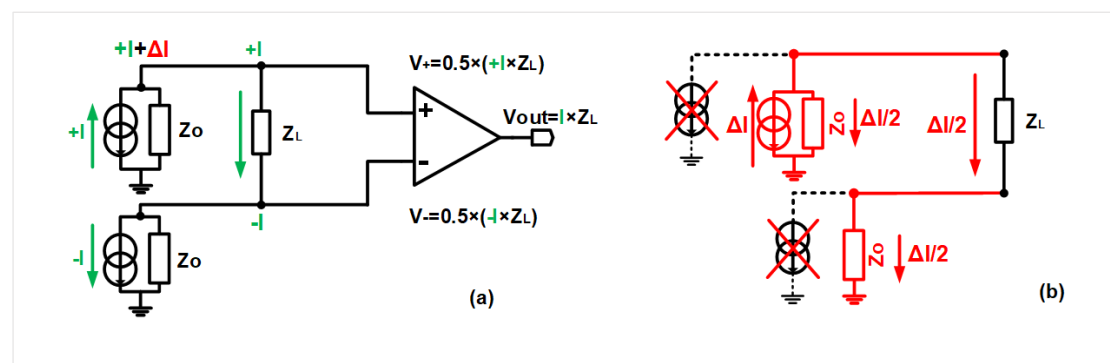 +I+ΔI
+I
V+=0.5×(+I×ZL)
+I
Zo
ZL
+
-
Vout=I×ZL
-I
V-=0.5×(-I×ZL)
-I
Zo
(a)
ΔI
Zo
ΔI/2
ΔI/2
ZL
Zo
ΔI/2
(b)